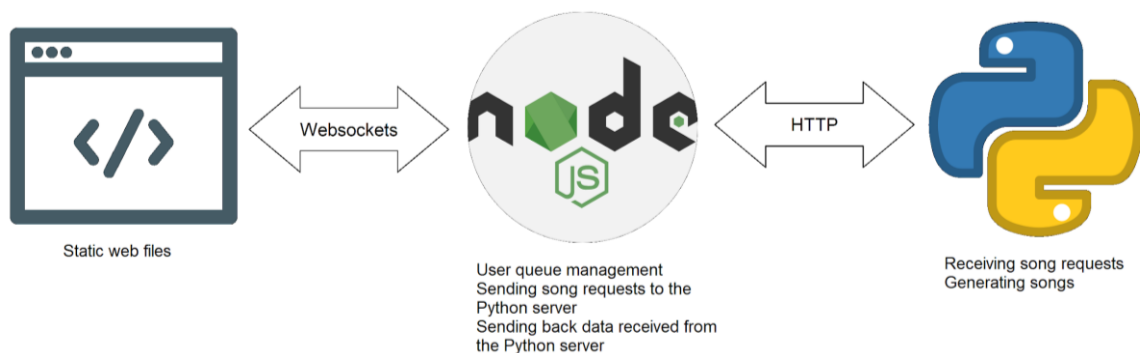 </>
Websockets
node
JS
HTTP
Static web files
User queue management
Sending song requests to the
Python server
Sending back data received from
the Python server
Receiving song requests
Generating songs